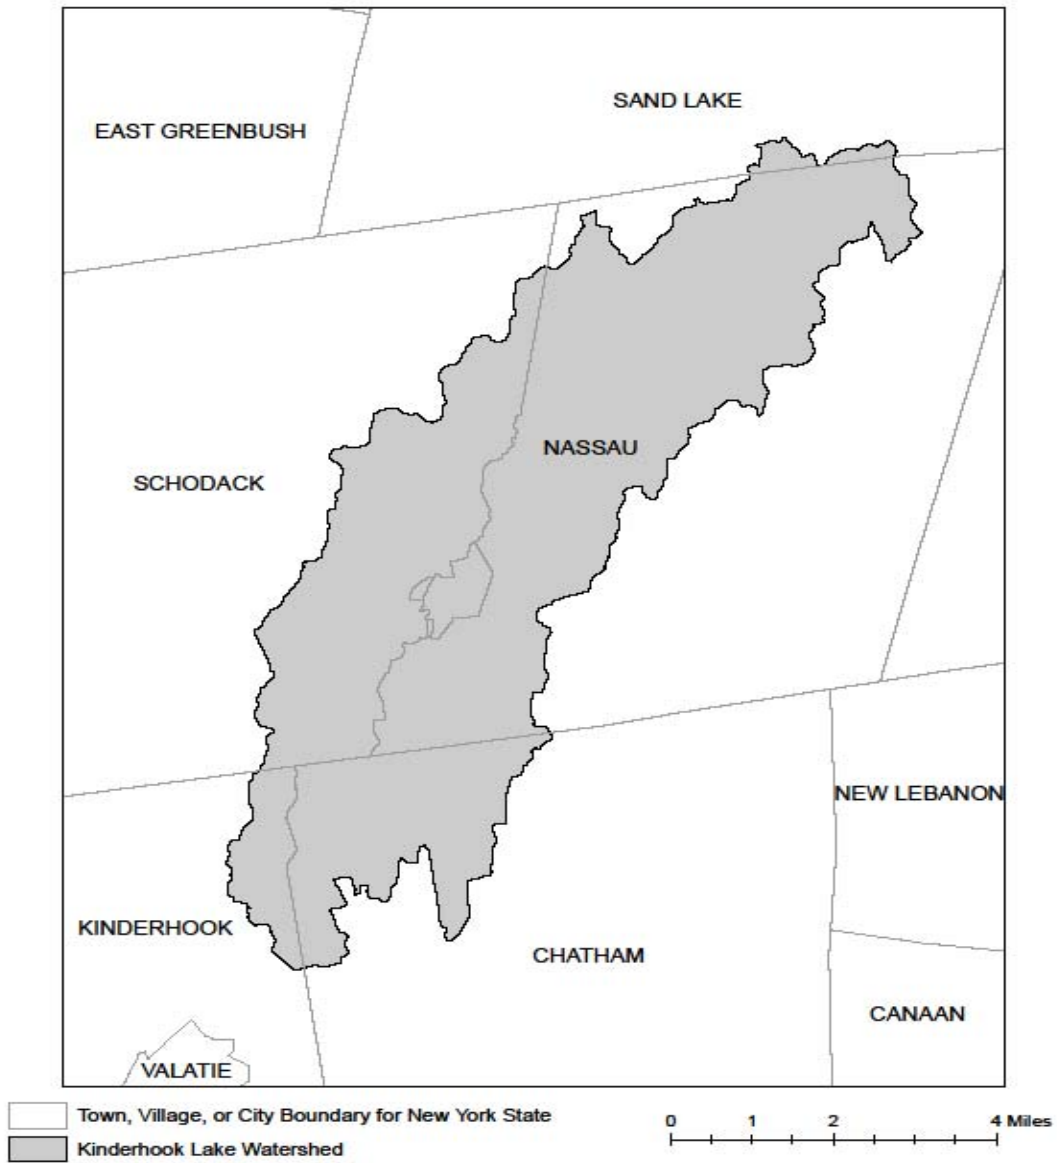 SAND LAKE
EAST GREENBUSH
NASSAU
SCHODACK
NEW LEBANON
KINDERHOOK
CHATHAM
CANAAN
VALATIE
Town, Village, or City Boundary for New York State
Kinderhook Lake Watershed
0 1 2 4 Miles